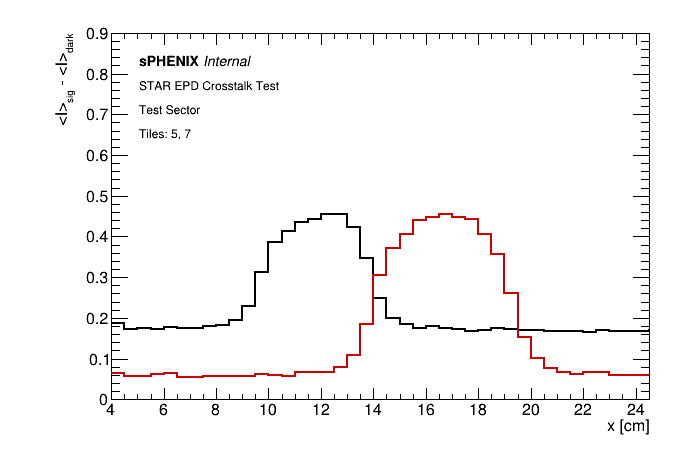 0.9
<I>sig - <I>dark
sPHENIX Internal
0.8
STAR EPD Crosstalk Test
0.7
Test Sector
Tiles: 5, 7
0.6
0.5
0.4
0.3
0.2
0.1
0
4 6 8 10 12 14 16 18 20 22 24
x [cm]